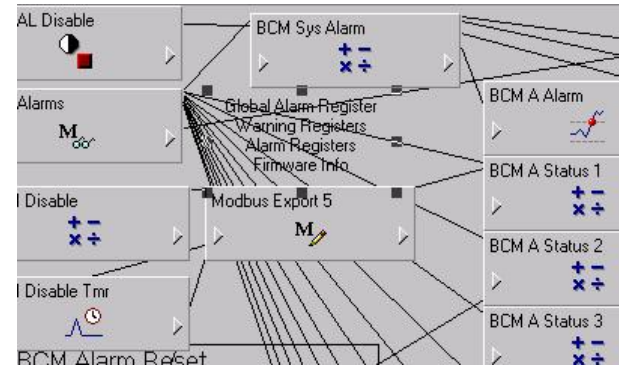 AL Disable
BCM Sys Alarm
BCM A Alarm
Alarms
M
Global Alarm Register
Warning Registers
Alarm Registers
Firmware Info
BCM A Status 1
Disable
Modbus Export 5
M
BCM A Status 2
Disable Tmr
BCM A Status 3
BCM Alarm Reset